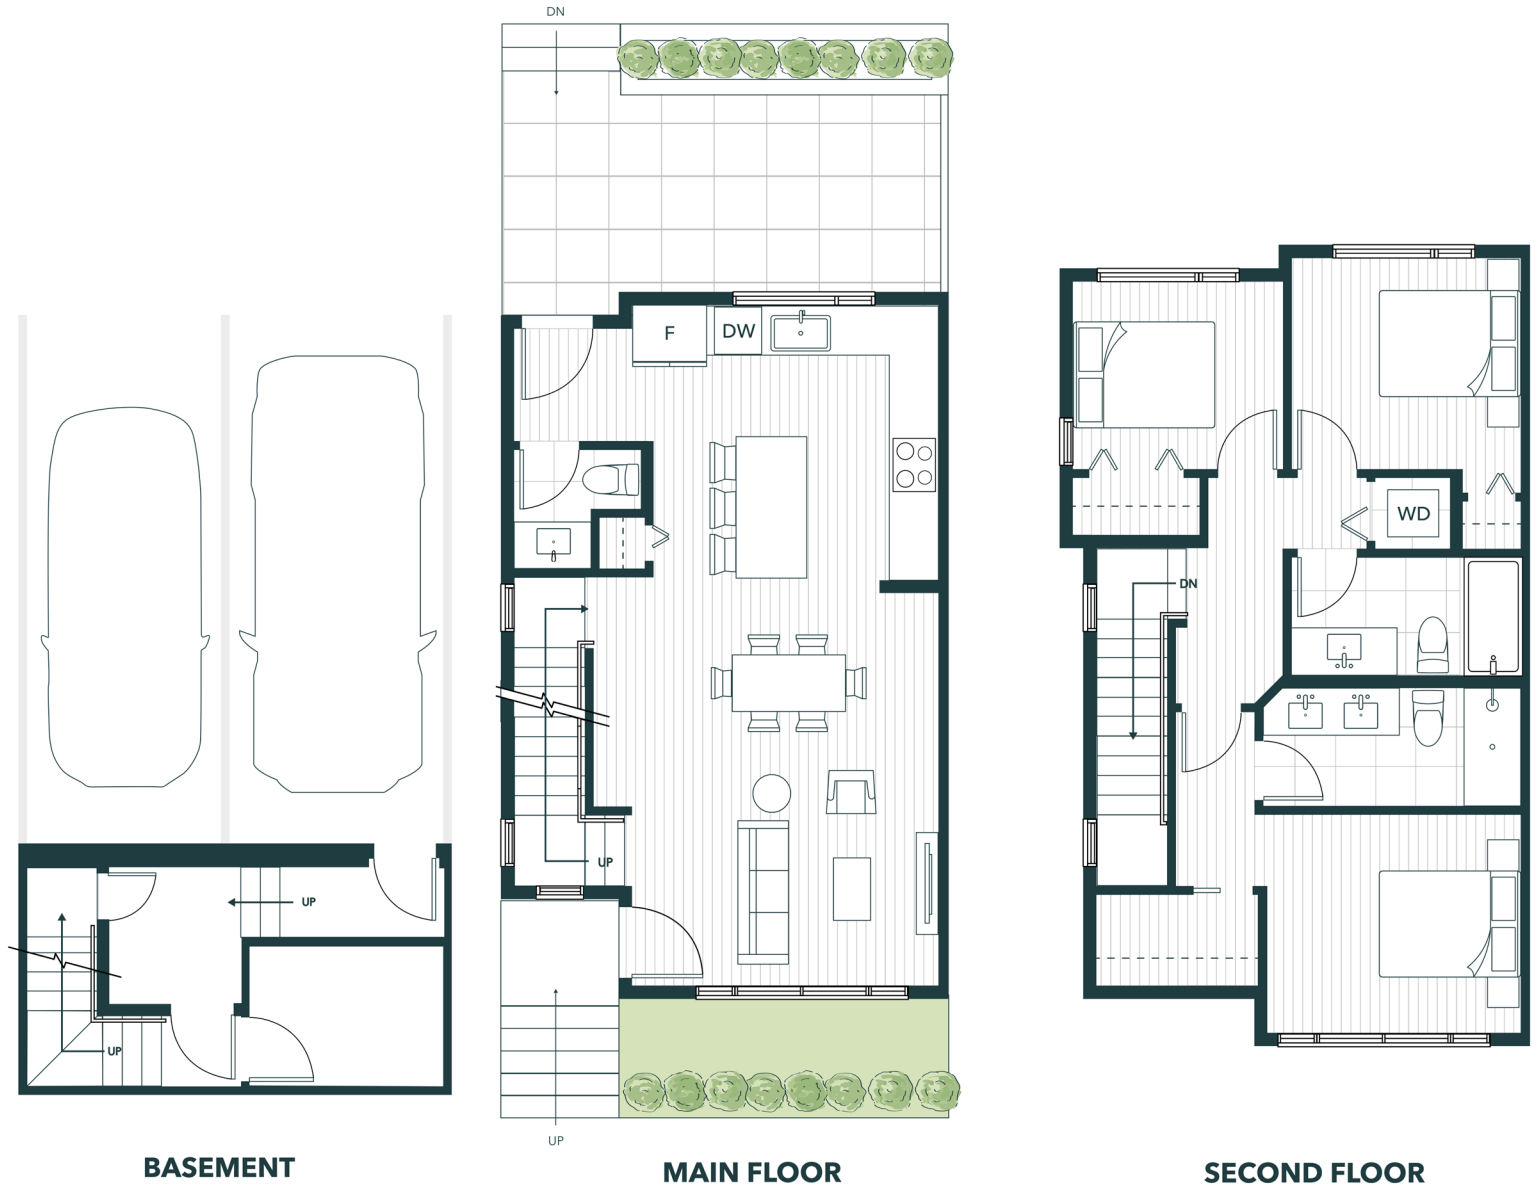 DN
F
DW
UP
UP
UP
UP
DN
WD
BASEMENT
MAIN FLOOR
SECOND FLOOR